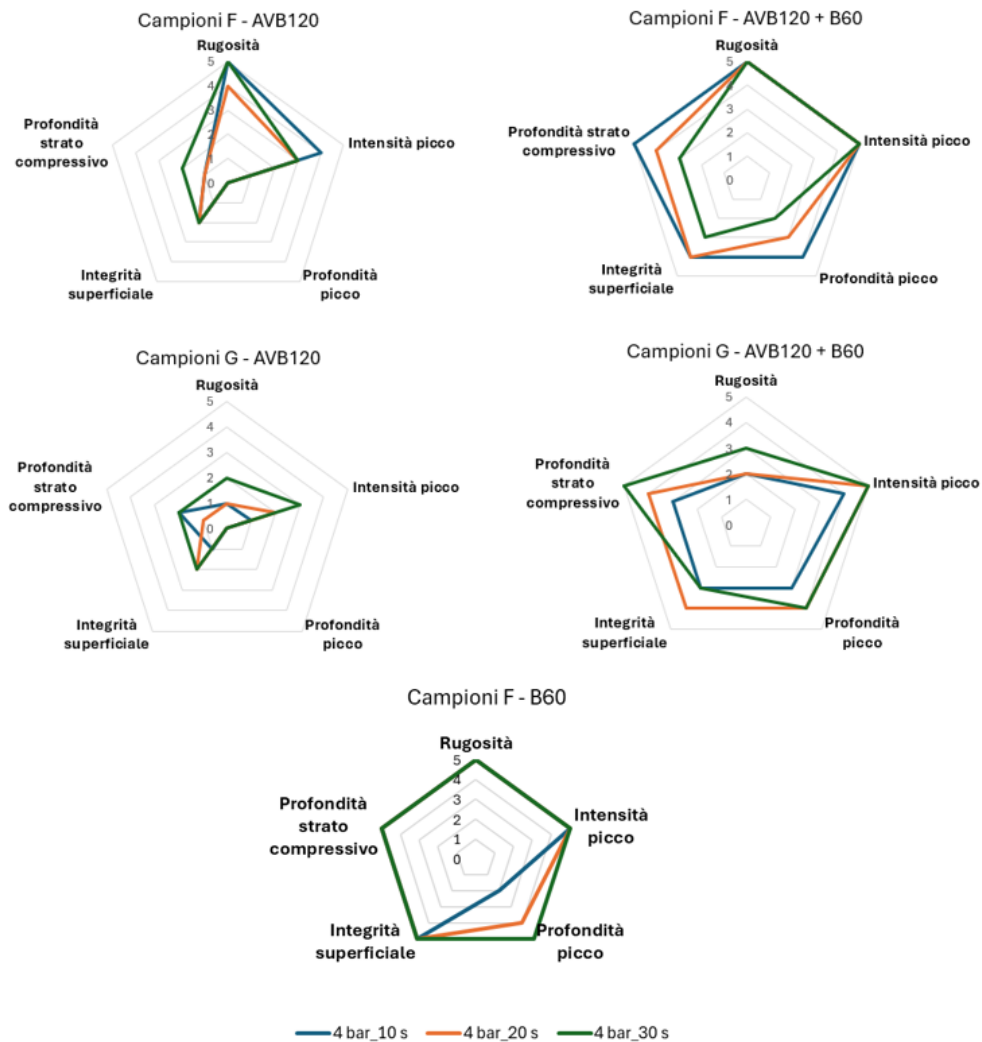 Campioni F - AVB120
Rugosità
5
4
3
2
1
0
Intensità picco
Profondità
picco
Integrità
superficiale
Profondità
strato
compressivo
Campioni F - AVB120 + B60
Rugosità
5
4
3
2
1
0
Intensità picco
Profondità picco
Integrità
superficiale
Profondità strato
compressivo
Campioni G - AVB120
Rugosità
5
4
3
2
1
0
Intensità picco
Profondità
picco
Integrità
superficiale
Profondità
strato
compressivo
Campioni G - AVB120 + B60
Rugosità
5
4
3
2
1
0
Intensità picco
Profondità
picco
Integrità
superficiale
Profondità
strato
compressivo
Campioni F - B60
Rugosità
5
4
3
2
1
0
Intensità
picco
Profondità
picco
Integrità
superficiale
Profondità
strato
compressivo
4 bar_10 s
4 bar_20 s
4 bar_30 s